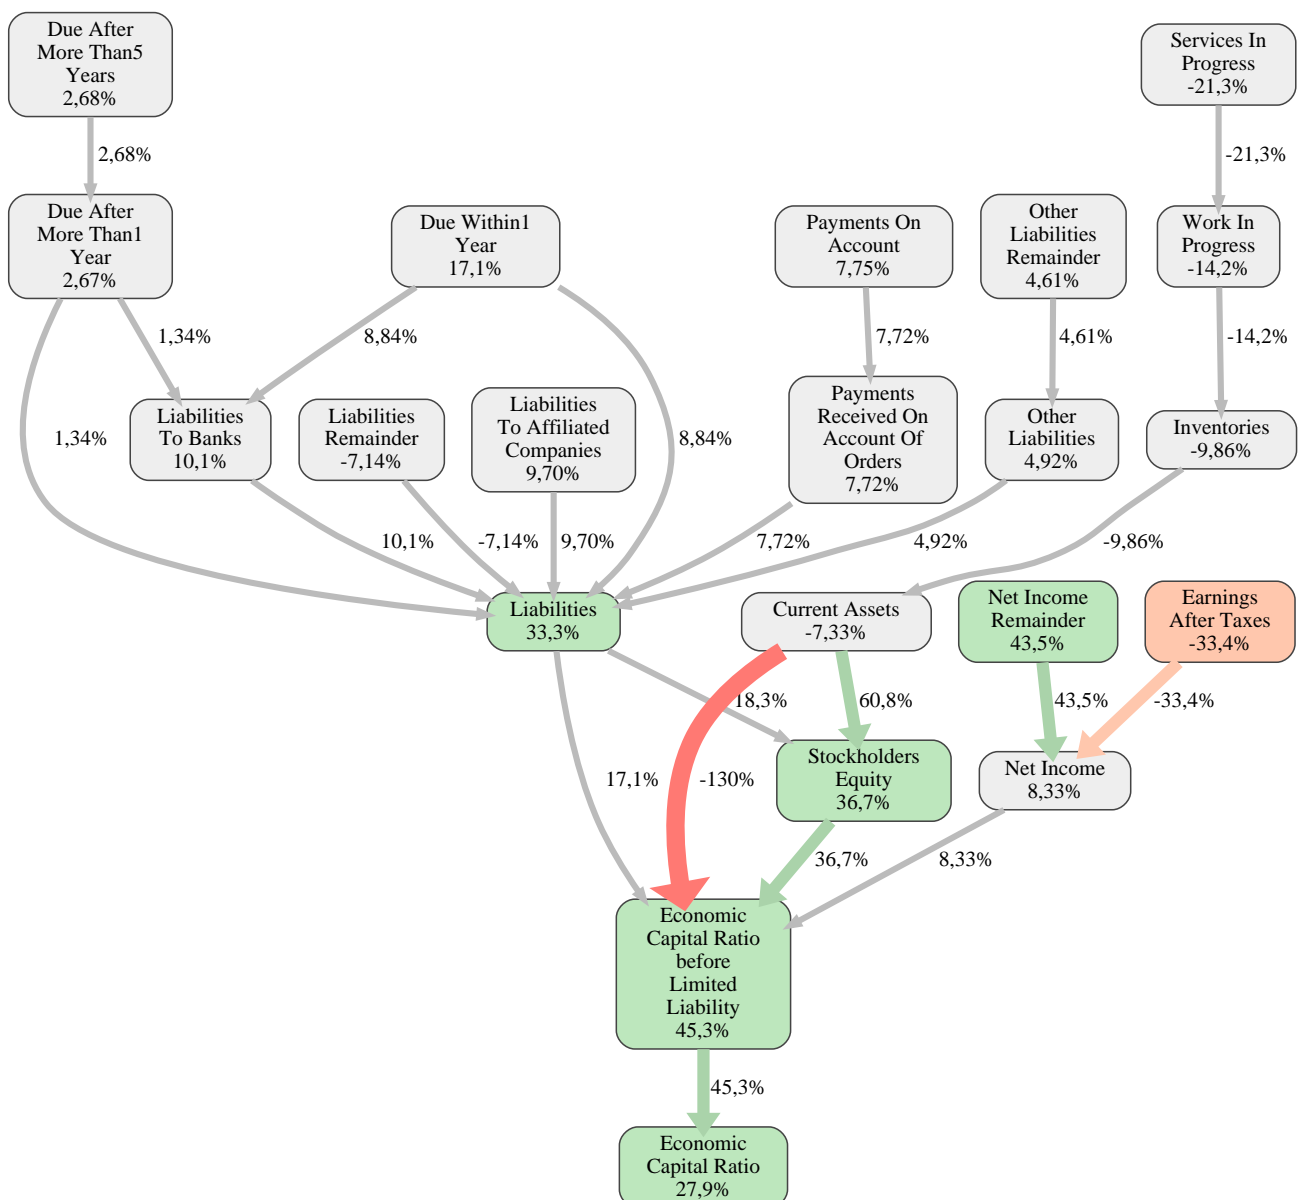 Due After
More Than5
Years
2,68%
Services In
Progress
-21,3%
2,68%
-21,3%
Due After
More Than1
Year
2,67%
Due Within1
Year
17,1%
Payments On
Account
7,75%
Other
Liabilities
Remainder
4,61%
Work In
Progress
-14,2%
1,34%
8,84%
7,72%
4,61%
-14,2%
1,34%
Liabilities
To Banks
10,1%
Liabilities
Remainder
-7,14%
Liabilities
To Affiliated
Companies
9,70%
8,84%
Payments
Received On
Account Of
Orders
7,72%
Other
Liabilities
4,92%
Inventories
-9,86%
10,1%
-7,14%
9,70%
7,72%
4,92%
-9,86%
Liabilities
33,3%
Current Assets
-7,33%
Net Income
Remainder
43,5%
Earnings
After Taxes
-33,4%
18,3%
60,8%
43,5%
-33,4%
17,1%
-130%
Stockholders
Equity
36,7%
Net Income
8,33%
36,7%
8,33%
Economic
Capital Ratio
before
Limited
Liability
45,3%
45,3%
Economic
Capital Ratio
27,9%